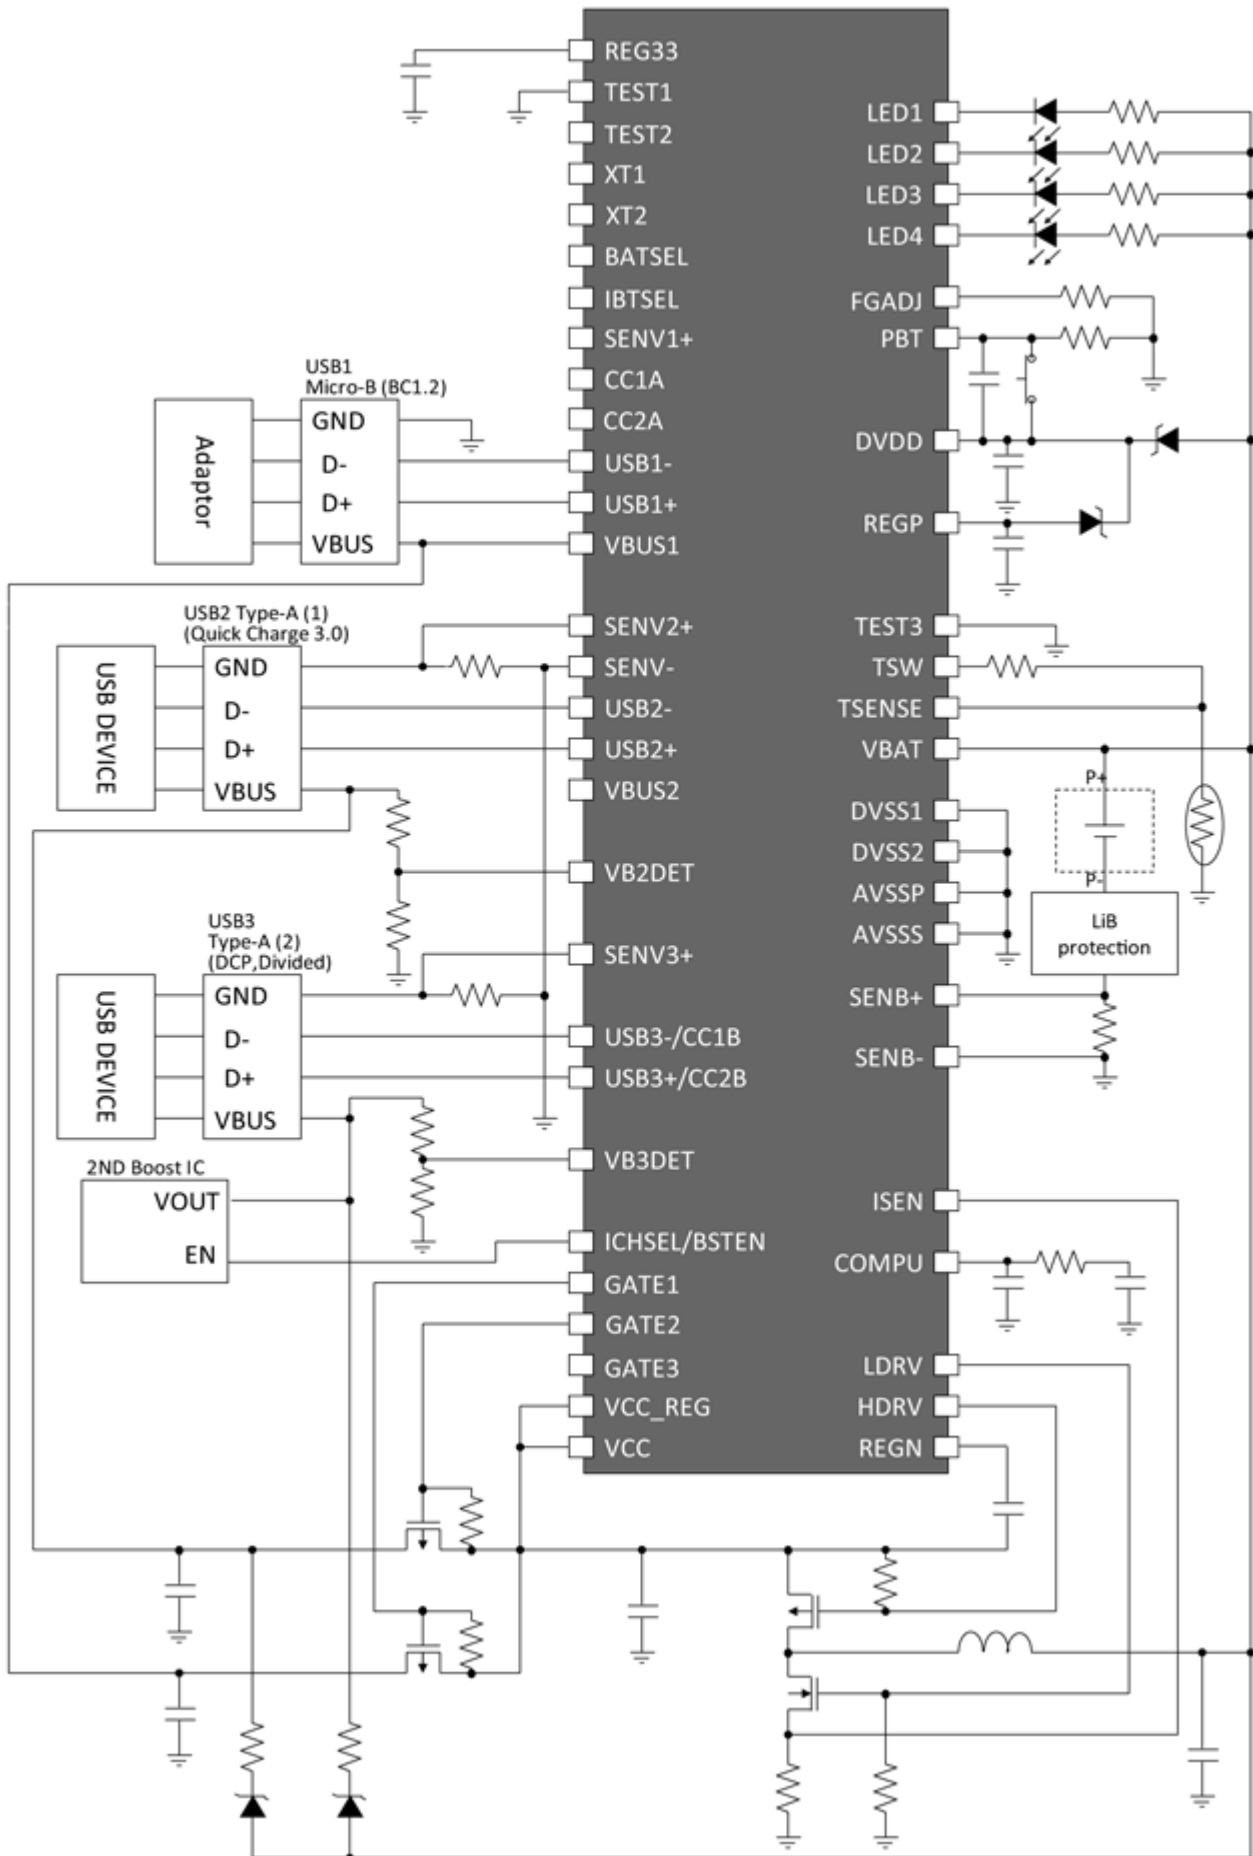 REG33
TEST1
TEST2
XT1
XT2
BATSEL
IBTSEL
SENV1+
CC1A
CC2A
USB1-
USB1+
VBUS1
SENV2+
SENV-
USB2-
USB2+
VBUS2
VB2DET
SENV3+
USB3-/CC1B
USB3+/CC2B
VB3DET
ICHSEL/BSTEN
GATE1
GATE2
GATE3
VCC_REG
VCC
LED1
LED2
LED3
LED4
FGADJ
PBT
DVDD
REGP
TEST3
TSW
TSENSE
VBAT
DVSS1
DVSS2
AVSSP
AVSSS
SENB+
SENB-
ISEN
COMPU
LDRV
HDRV
REGN
USB1
Micro-B (BC1.2)
Adaptor
GND
D-
D+
VBUS
USB2 Type-A (1)
(Quick Charge 3.0)
USB DEVICE
GND
D-
D+
VBUS
USB3
Type-A (2)
(DCP,Divided)
USB DEVICE
GND
D-
D+
VBUS
2ND Boost IC
VOUT
EN
P+
P-
LiB
protection